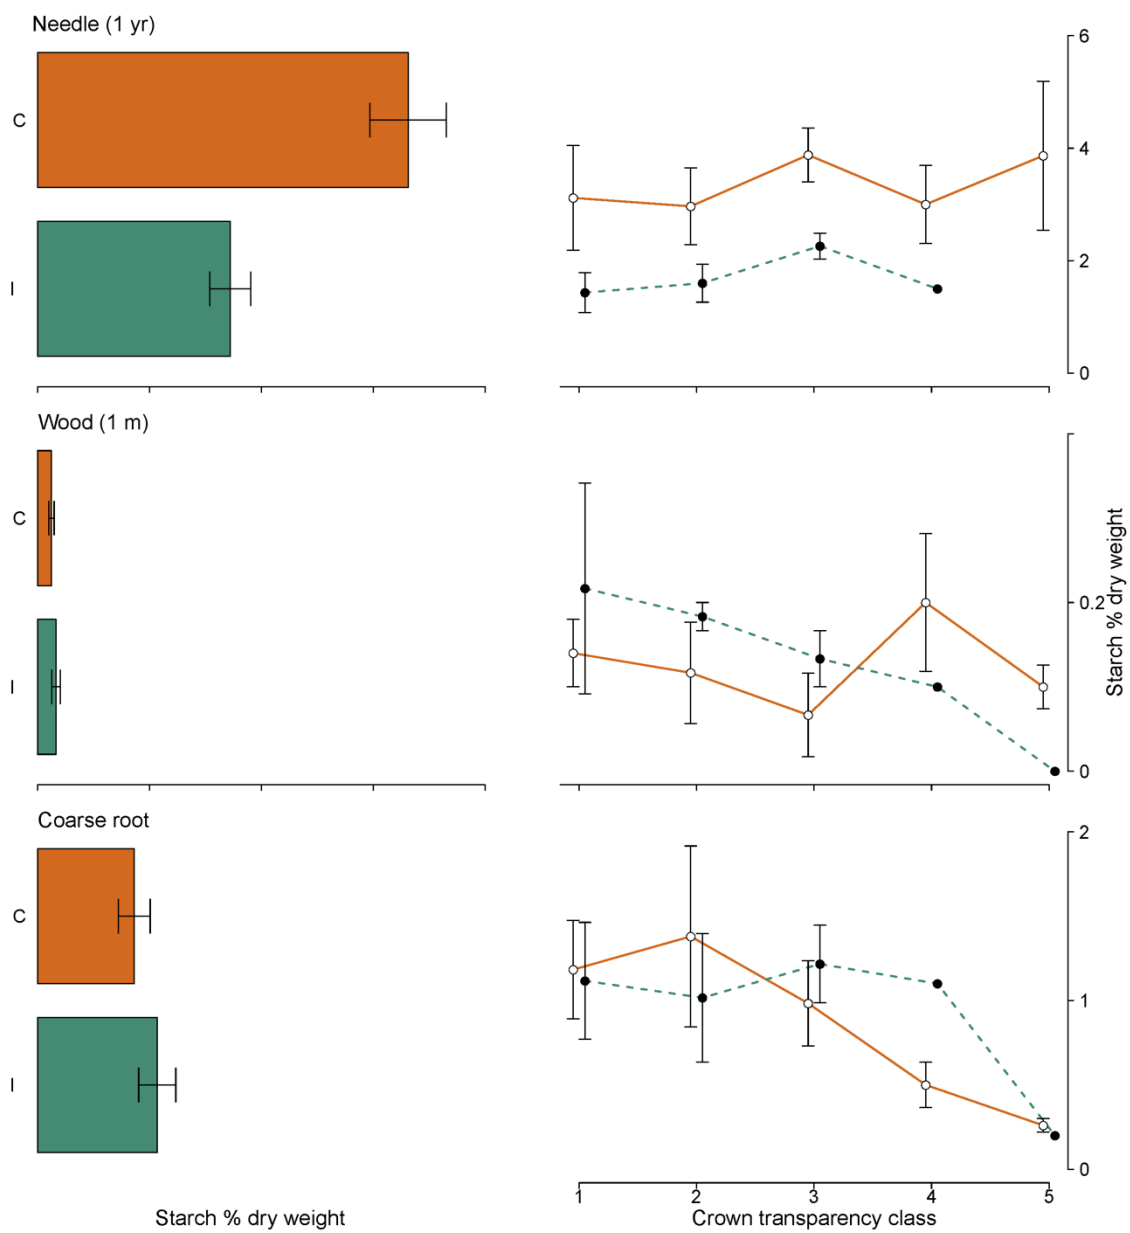 Needle (1 yr)
C
I
6
4
2
0
Wood (1 m)
C
I
0.2
0
Starch % dry weight
Coarse root
C
I
2
1
0
1 2 3 4 5
Starch % dry weight
Crown transparency class